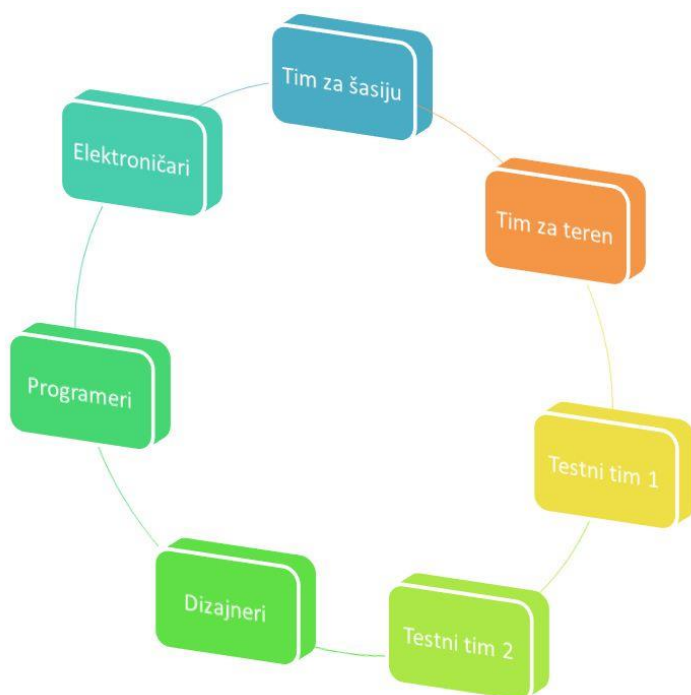 Tim za šasiju
Tim za teren
Testni tim 1
Testni tim 2
Dizajneri
Programeri
Elektroničari